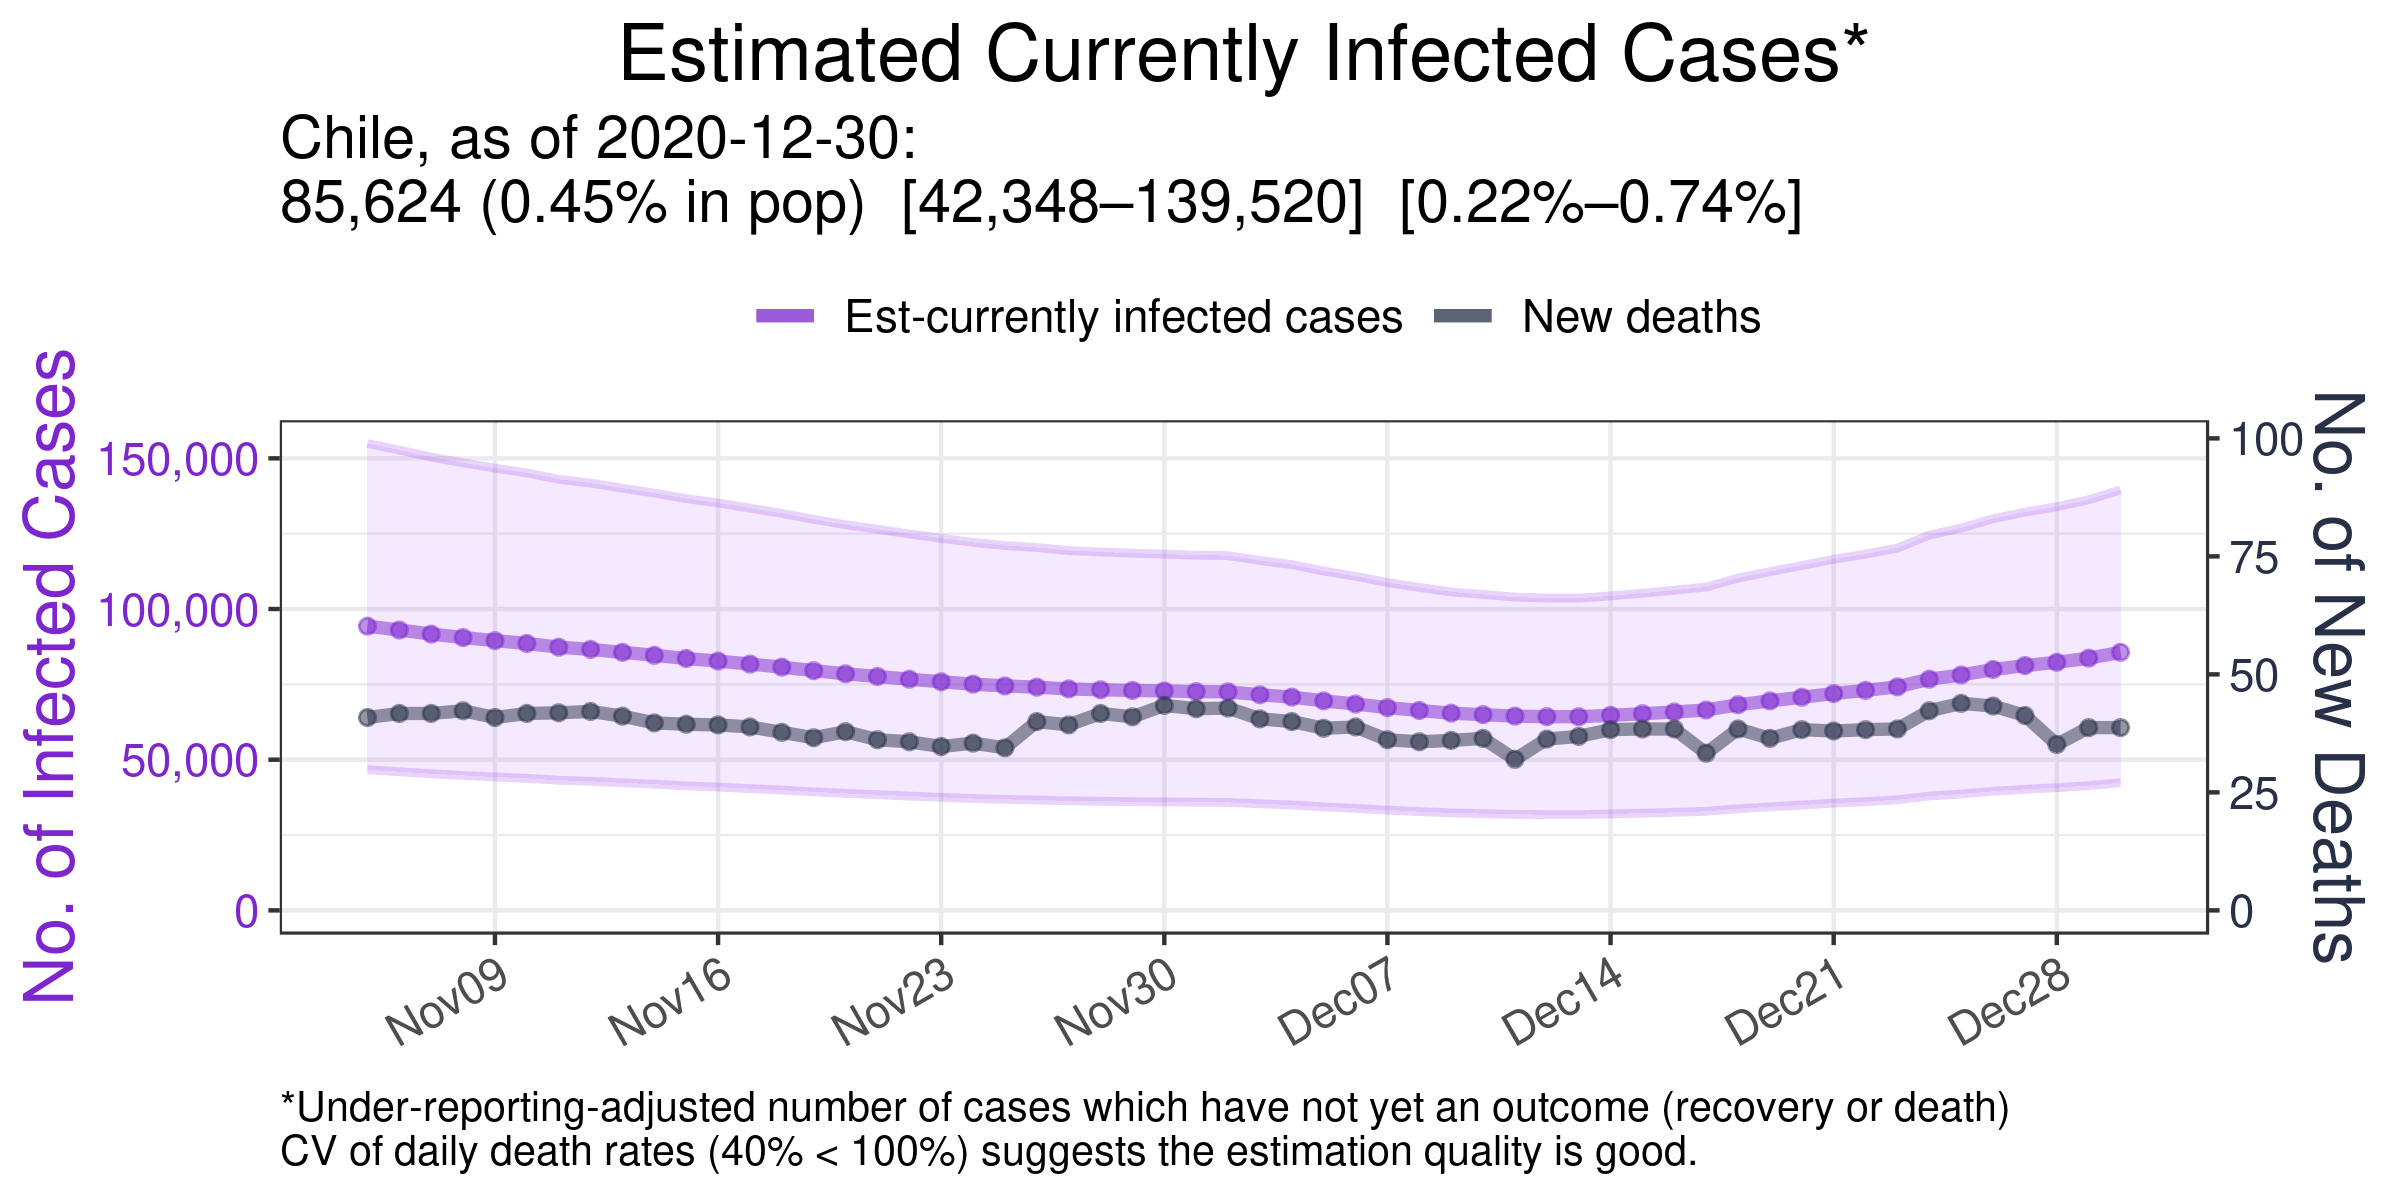 Estimated Currently Infected Cases*
Chile, as of 2020-12-30:
85,624 (0.45% in pop)  [42,348–139,520]  [0.22%–0.74%]
Est-currently infected cases
New deaths
No. of Infected Cases
150,000
100,000
50,000
0
100
75
50
25
0
No. of New Deaths
Nov09
Nov16
Nov23
Nov30
Dec07
Dec14
Dec21
Dec28
*Under-reporting-adjusted number of cases which have not yet an outcome (recovery or death)
CV of daily death rates (40% < 100%) suggests the estimation quality is good.